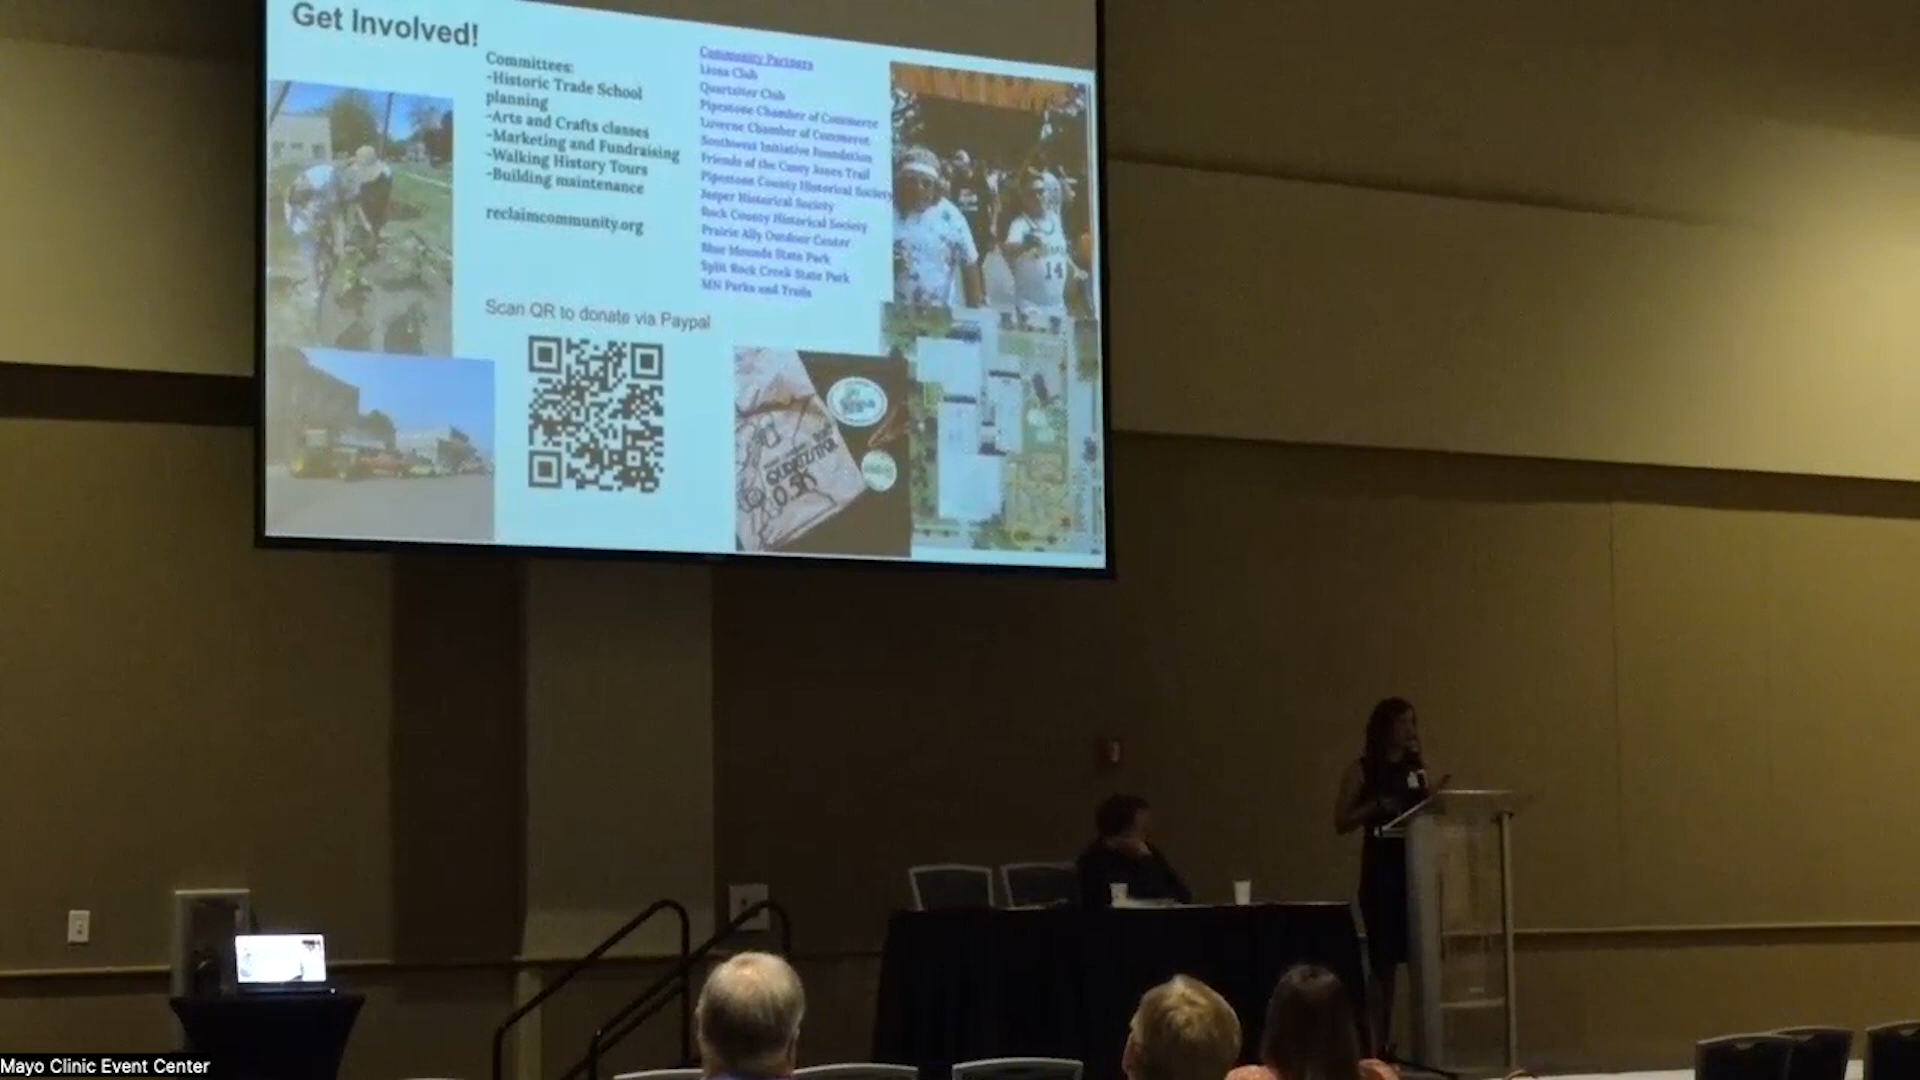 Get Involved!
Committees:
-Historic Trade School
planning
-Arts and Crafts classes
-Marketing and Fundraising
-Walking History Tours
-Building maintenance
reclaimcommunity.org
Community Partners
Lions Club
Quartziter Club
Pipestone Chamber of Commerce
Luverne Chamber of Commerce
Southwest Initiative Foundation
Friends of the Casey Jones Trail
Pipestone County Historical Society
Jasper Historical Society
Rock County Historical Society
Prairie Ally Outdoor Center
Blue Mounds State Park
Split Rock Creek State Park
MN Parks and Trails
Scan QR to donate via Paypal
14
Mayo Clinic Event Center